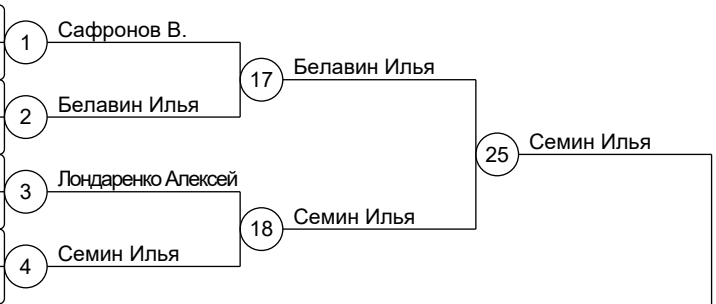 1 Сафронов В.
17 Белавин Илья
2 Белавин Илья
25 Семин Илья
3 Лондаренко Алексей
18 Семин Илья
4 Семин Илья